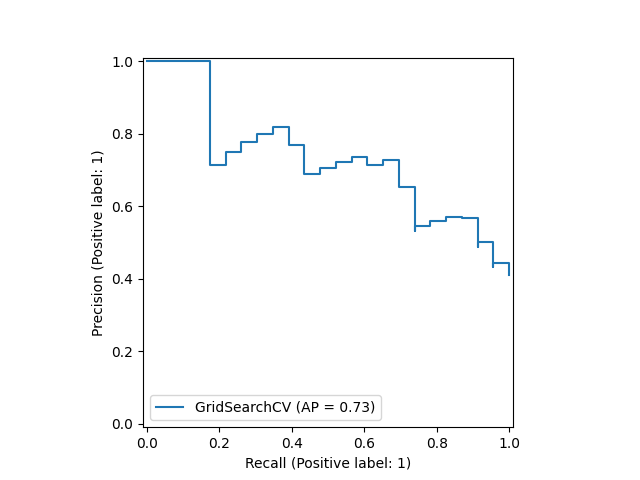 1.0
0.8
0.6
0.4
0.2
0.0
Precision (Positive label: 1)
GridSearchCV (AP = 0.73)
0.0 0.2 0.4 0.6 0.8 1.0
Recall (Positive label: 1)